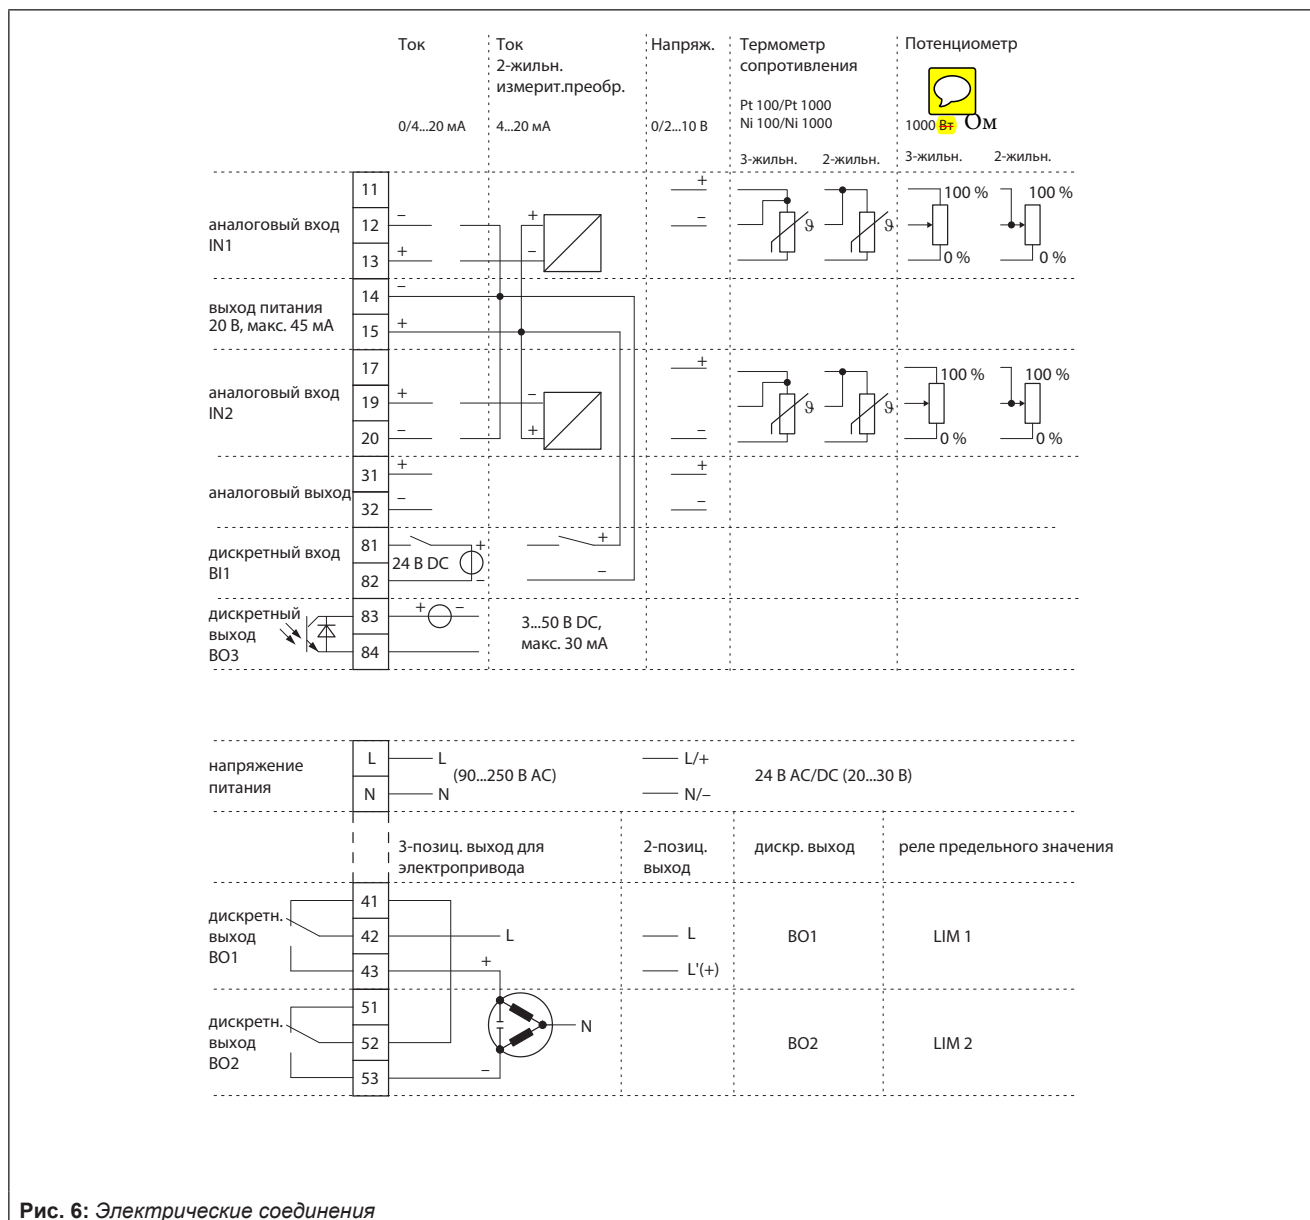 Ток
Ток
2-жильн.
измерит.преобр.
Напряж.
Термометр
сопротивления
Потенциометр
Pt 100/Pt 1000
Ni 100/Ni 1000
0/4...20 мА
4...20 мА
0/2...10 В
1000 Вт Ом
3-жильн.
2-жильн.
3-жильн.
2-жильн.
аналоговый вход
IN1
11
12
13
–
+
+
–
+
–
ϑ
ϑ
100 %
0 %
100 %
0 %
выход питания
20 В, макс. 45 мА
14
15
–
+
аналоговый вход
IN2
17
19
20
+
–
–
+
+
–
ϑ
ϑ
100 %
0 %
100 %
0 %
аналоговый выход
31
32
+
–
+
–
дискретный вход
BI1
81
82
24 В DC
+
–
+
–
дискретный
выход
BO3
83
84
+ –
3...50 В DC,
макс. 30 мА
напряжение
питания
L
N
L
N
(90...250 В AC)
L/+
N/–
24 В AC/DC (20...30 В)
3-позиц. выход для
электропривода
2-позиц.
выход
дискр. выход
реле предельного значения
дискретн.
выход
BO1
41
42
43
L
+
L
L'(+)
BO1
LIM 1
дискретн.
выход
BO2
51
52
53
N
–
BO2
LIM 2
Рис. 6: Электрические соединения